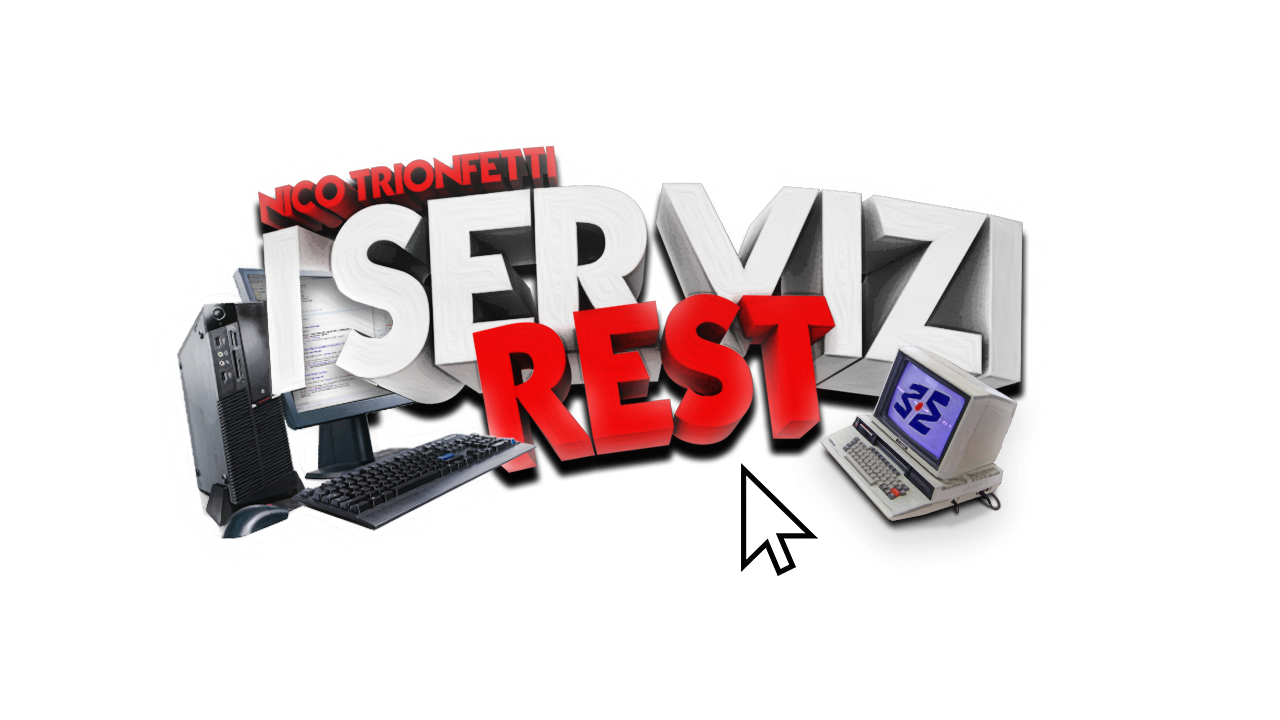 NICO TRIONFETTI
I SERVIZI
REST